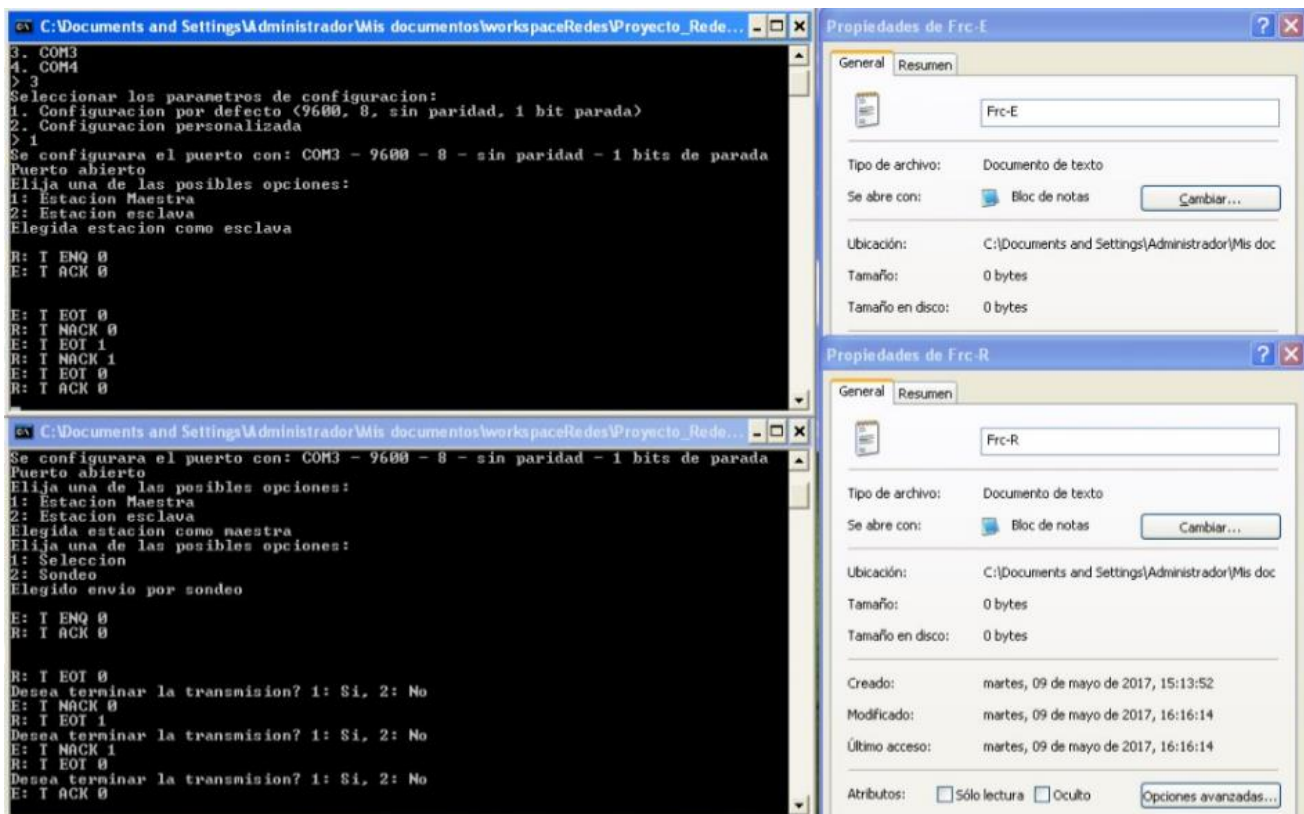 C:\Documents and Settings\Administrador\Mis documentos\workspaceRedes\Proyecto_Rede...
3. COM3
4. COM4
> 3
Seleccionar los parametros de configuracion:
1. Configuracion por defecto (9600, 8, sin paridad, 1 bit parada)
2. Configuracion personalizada
> 1
Se configurara el puerto con: COM3 - 9600 - 8 - sin paridad - 1 bits de parada
Puerto abierto
Elija una de las posibles opciones:
1: Estacion Maestra
2: Estacion esclava
Elegida estacion como esclava
R: T ENQ 0
E: T ACK 0
E: T EOT 0
R: T NACK 0
E: T EOT 1
R: T NACK 1
E: T EOT 0
R: T ACK 0
Propiedades de Frc-E
General Resumen
Frc-E
Tipo de archivo: Documento de texto
Se abre con: Bloc de notas Cambiar...
Ubicación: C:\Documents and Settings\Administrador\Mis doc
Tamaño: 0 bytes
Tamaño en disco: 0 bytes
C:\Documents and Settings\Administrador\Mis documentos\workspaceRedes\Proyecto_Rede...
Se configurara el puerto con: COM3 - 9600 - 8 - sin paridad - 1 bits de parada
Puerto abierto
Elija una de las posibles opciones:
1: Estacion Maestra
2: Estacion esclava
Elegida estacion como maestra
Elija una de las posibles opciones:
1: Seleccion
2: Sondeo
Elegido envio por sondeo
E: T ENQ 0
R: T ACK 0
R: T EOT 0
Desea terminar la transmision? 1: Si, 2: No
E: T NACK 0
R: T EOT 1
Desea terminar la transmision? 1: Si, 2: No
E: T NACK 1
R: T EOT 0
Desea terminar la transmision? 1: Si, 2: No
E: T ACK 0
Propiedades de Frc-R
General Resumen
Frc-R
Tipo de archivo: Documento de texto
Se abre con: Bloc de notas Cambiar...
Ubicación: C:\Documents and Settings\Administrador\Mis doc
Tamaño: 0 bytes
Tamaño en disco: 0 bytes
Creado: martes, 09 de mayo de 2017, 15:13:52
Modificado: martes, 09 de mayo de 2017, 16:16:14
Último acceso: martes, 09 de mayo de 2017, 16:16:14
Atributos: Sólo lectura Oculto Opciones avanzadas...